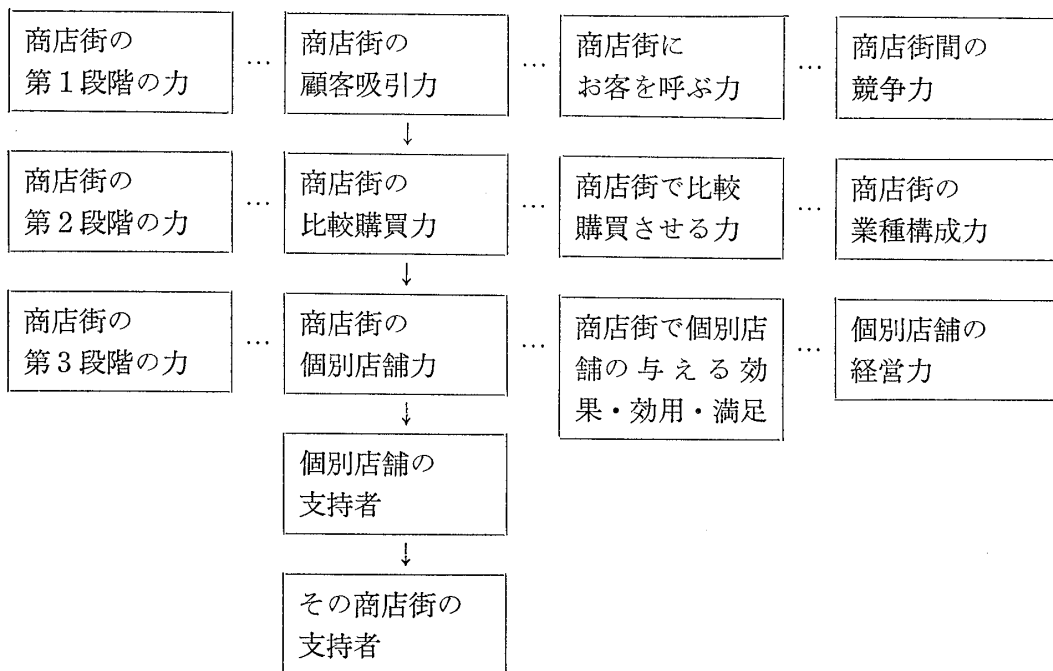 商店街の
第1段階の力
…
商店街の
顧客吸引力
…
商店街に
お客を呼ぶ力
…
商店街間の
競争力
↓
商店街の
第2段階の力
…
商店街の
比較購買力
…
商店街で比較
購買させる力
…
商店街の
業種構成力
↓
商店街の
第3段階の力
…
商店街の
個別店舗力
…
商店街で個別店
舗の与える効
果・効用・満足
…
個別店舗の
経営力
↓
個別店舗の
支持者
↓
その商店街の
支持者